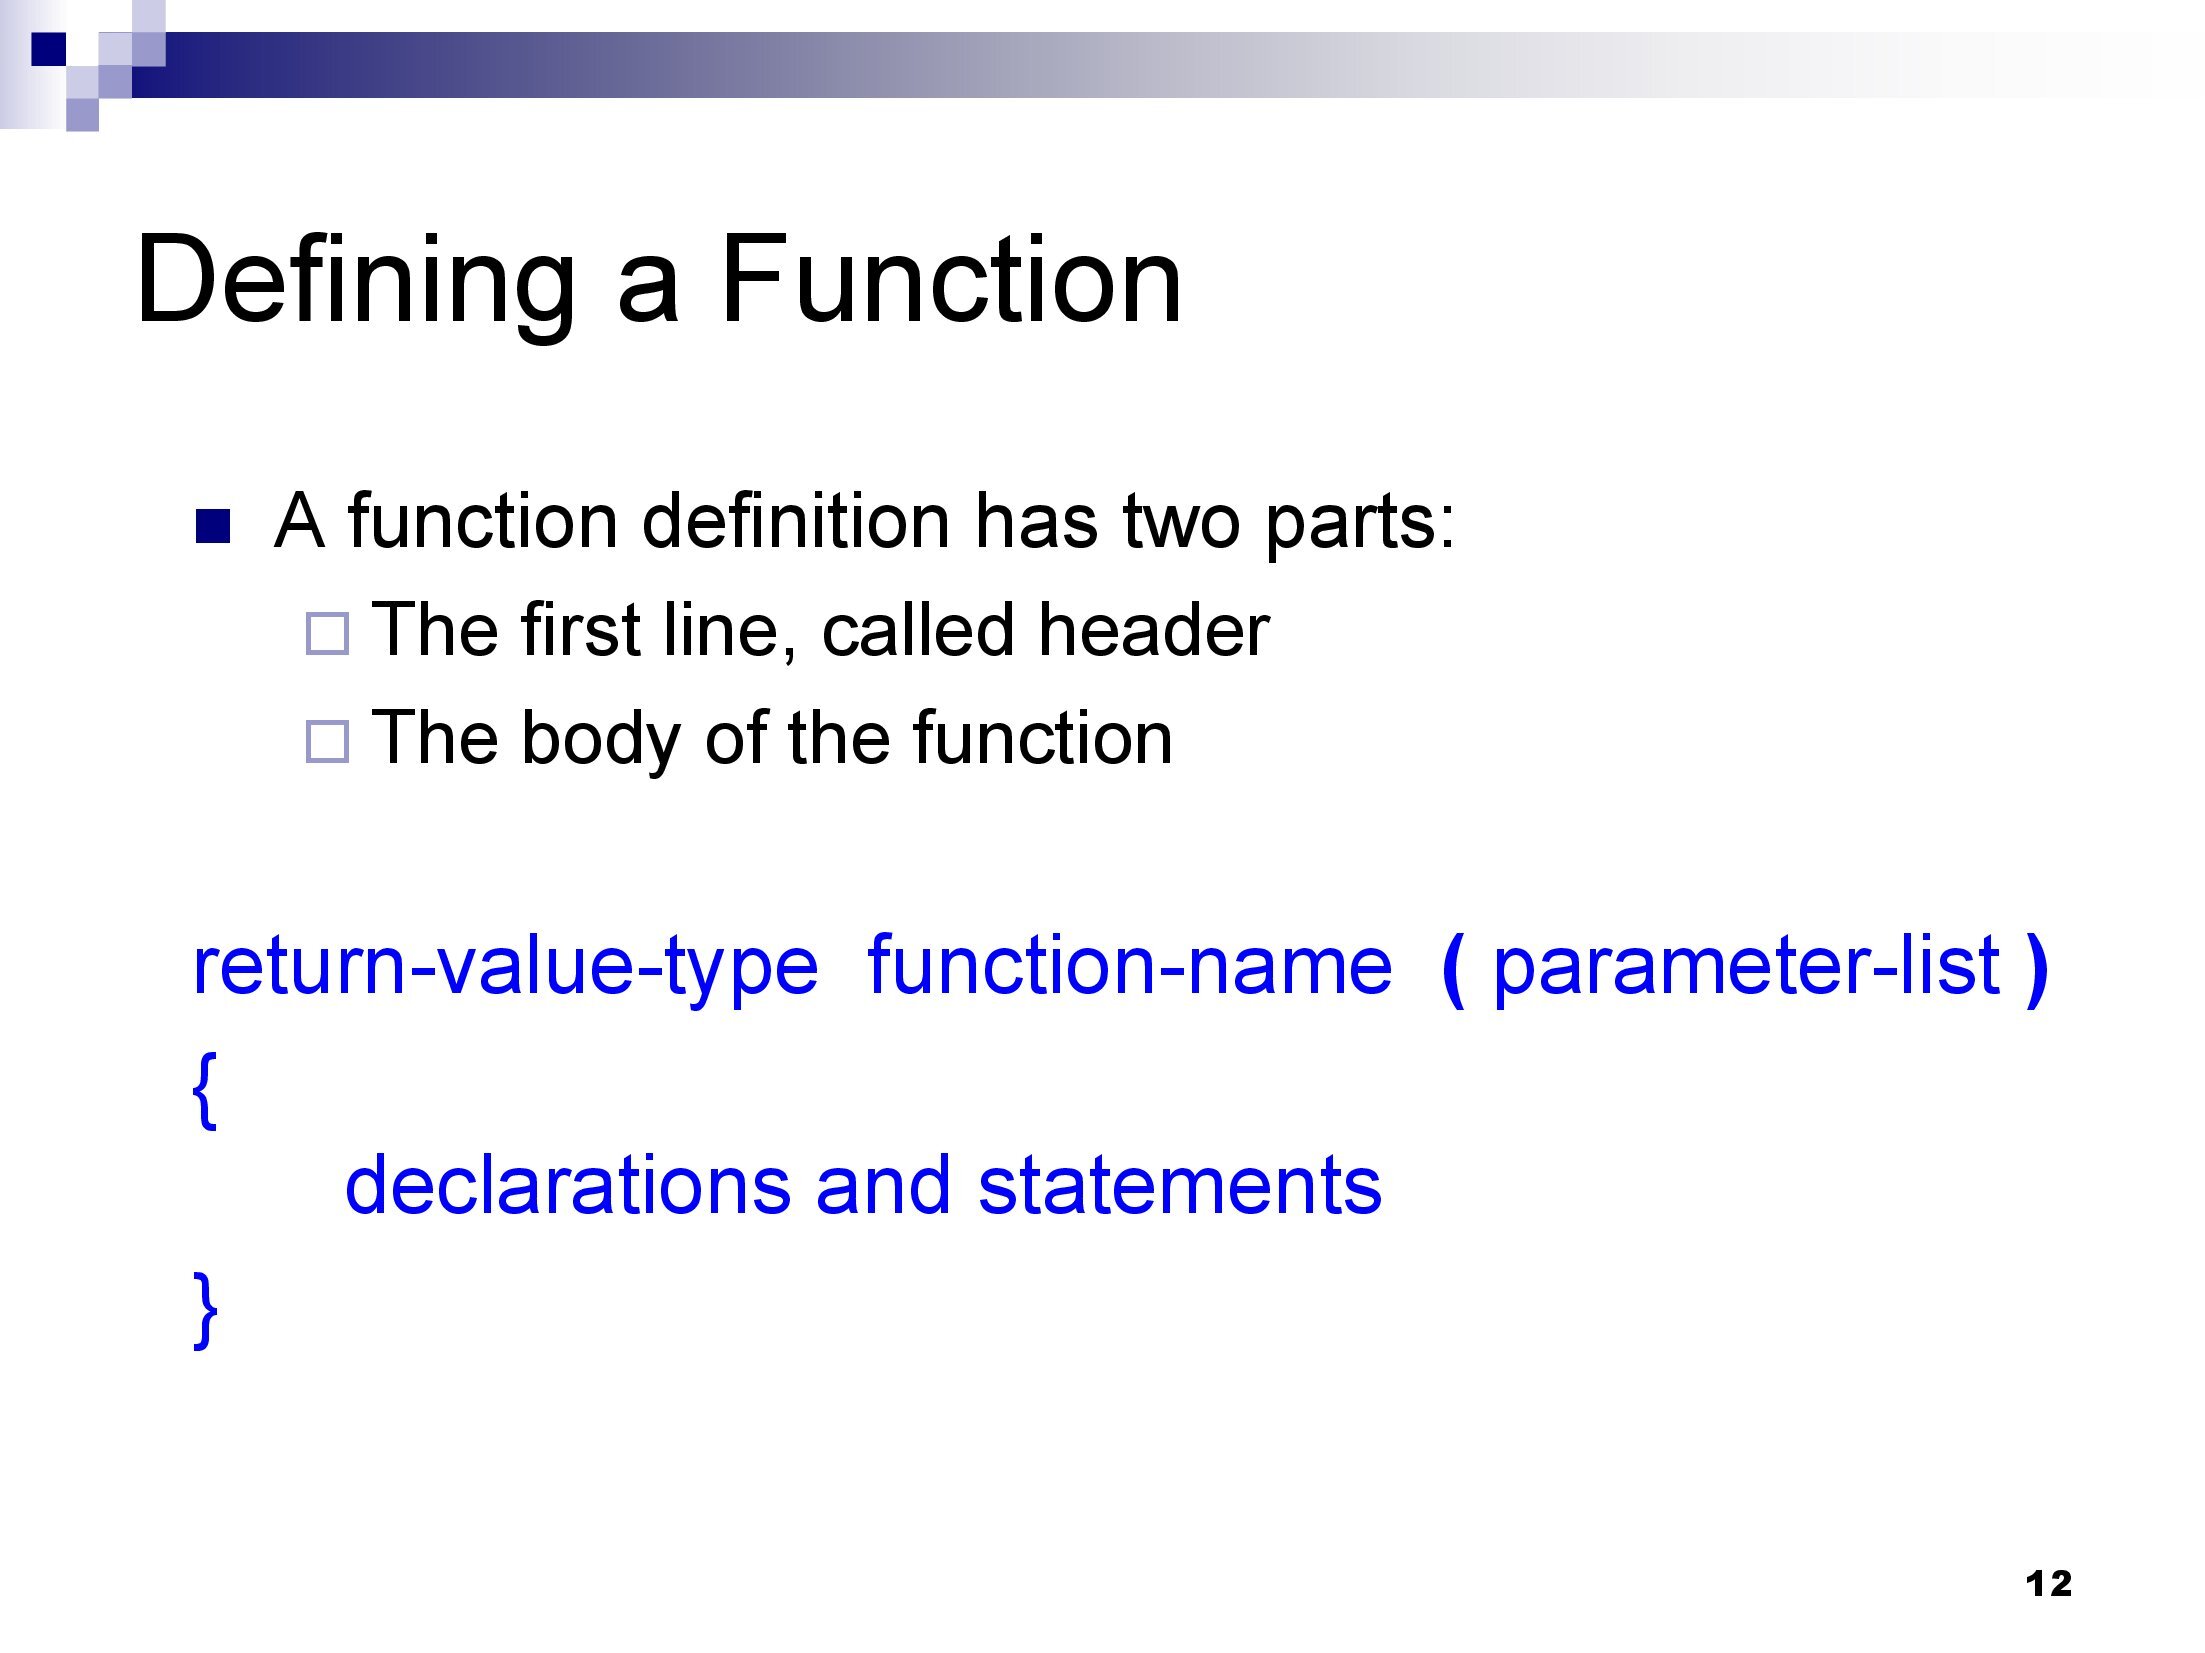 Defining a Function
A function definition has two parts:
The first line, called header
The body of the function
return-value-type function-name ( parameter-list )
{
declarations and statements
}
12